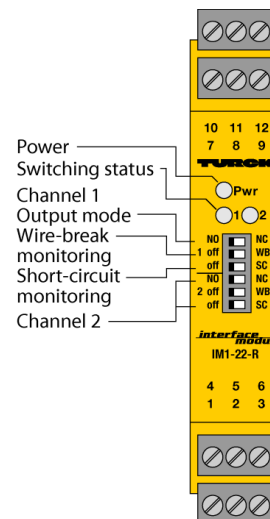 10 11 12
7 8 9
TURCK
Power
Pwr
Switching status
1 2
Channel 1
Output mode
NO NC
Wire-break
1 off WB
monitoring
off SC
Short-circuit
NO NC
monitoring
2 off WB
Channel 2
off SC
interface
modu
IM1-22-R
4 5 6
1 2 3